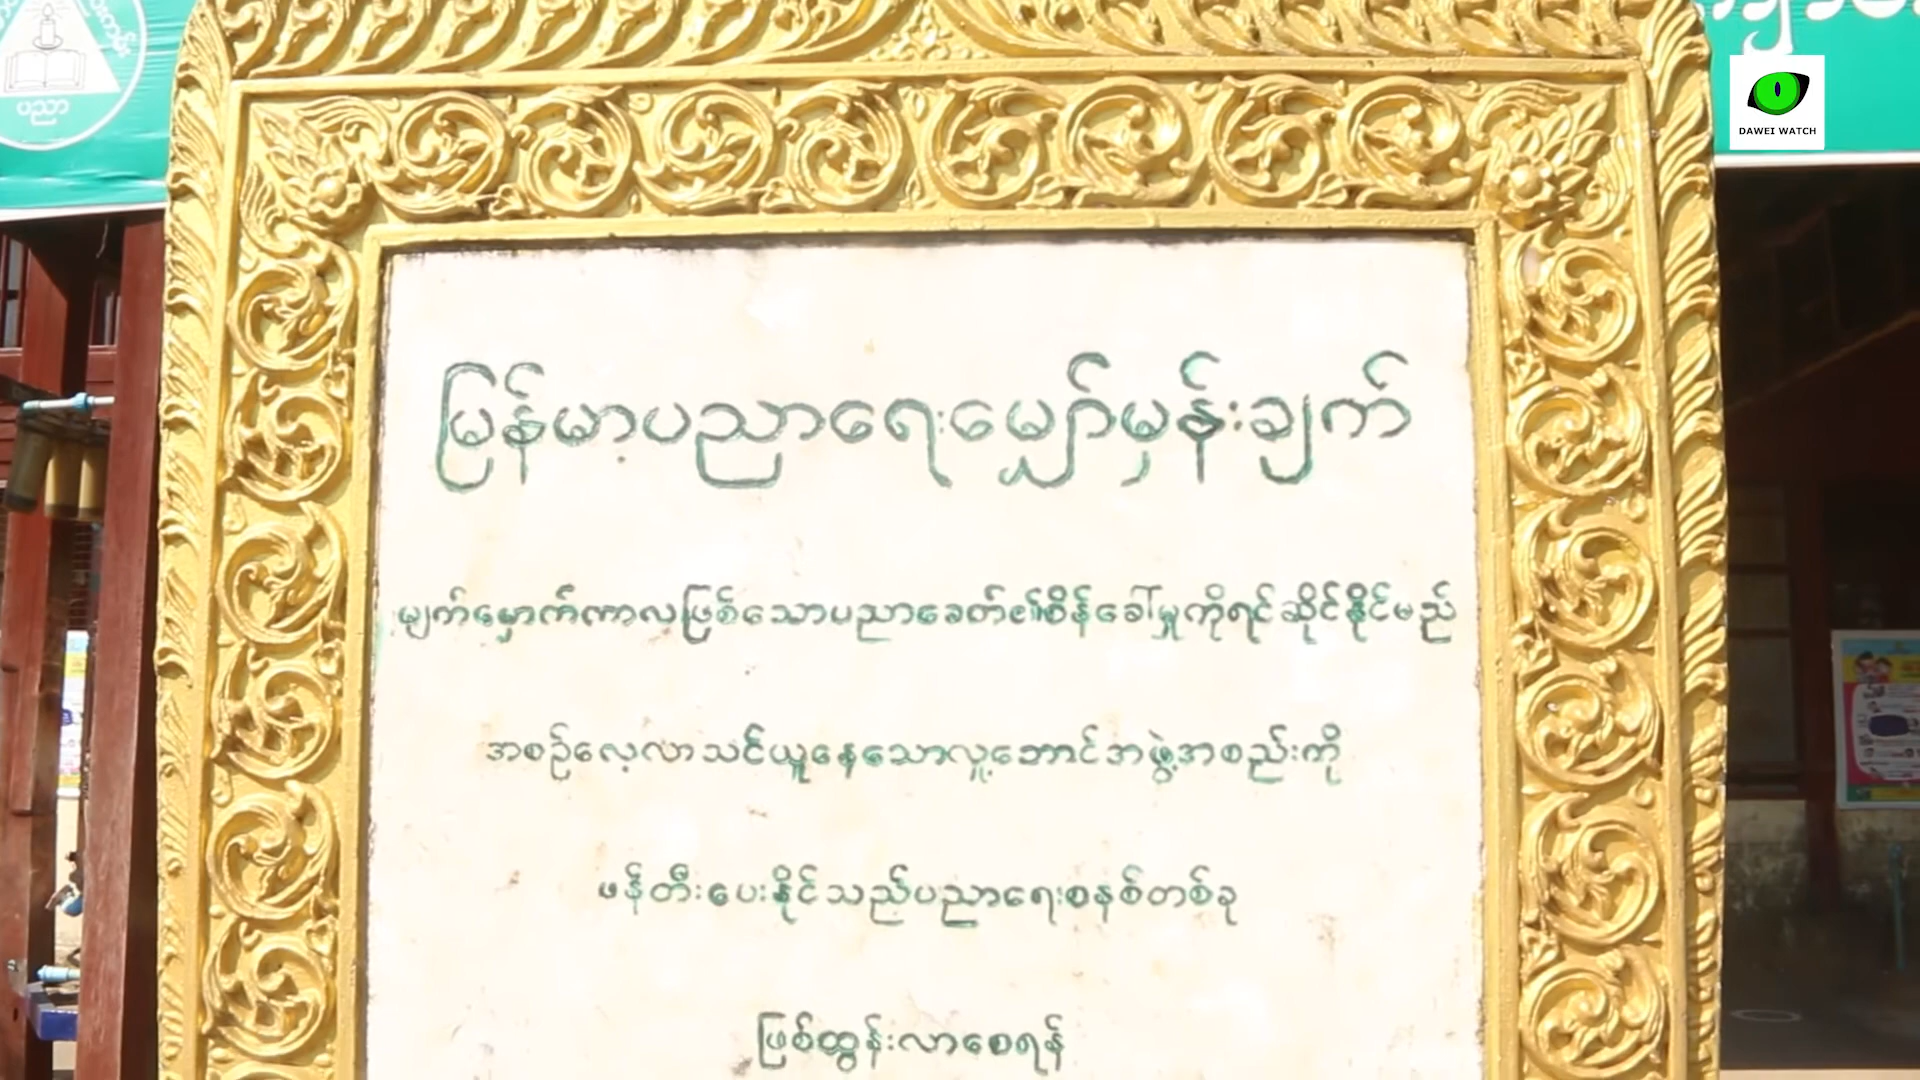 ပညာ
DAWEI WATCH
မြန်မာ့ပညာရေးမျှော်မှန်းချက်
မျက်မှောက်ကာလဖြစ်သောပညာခေတ်၏စိန်ခေါ်မှုကိုရင်ဆိုင်နိုင်မည်
အစဉ်လေ့လာသင်ယူနေသောလူ့ဘောင်အဖွဲ့အစည်းကို
ဖန်တီးပေးနိုင်သည့်ပညာရေးစနစ်တစ်ခု
ဖြစ်ထွန်းလာစေရန်